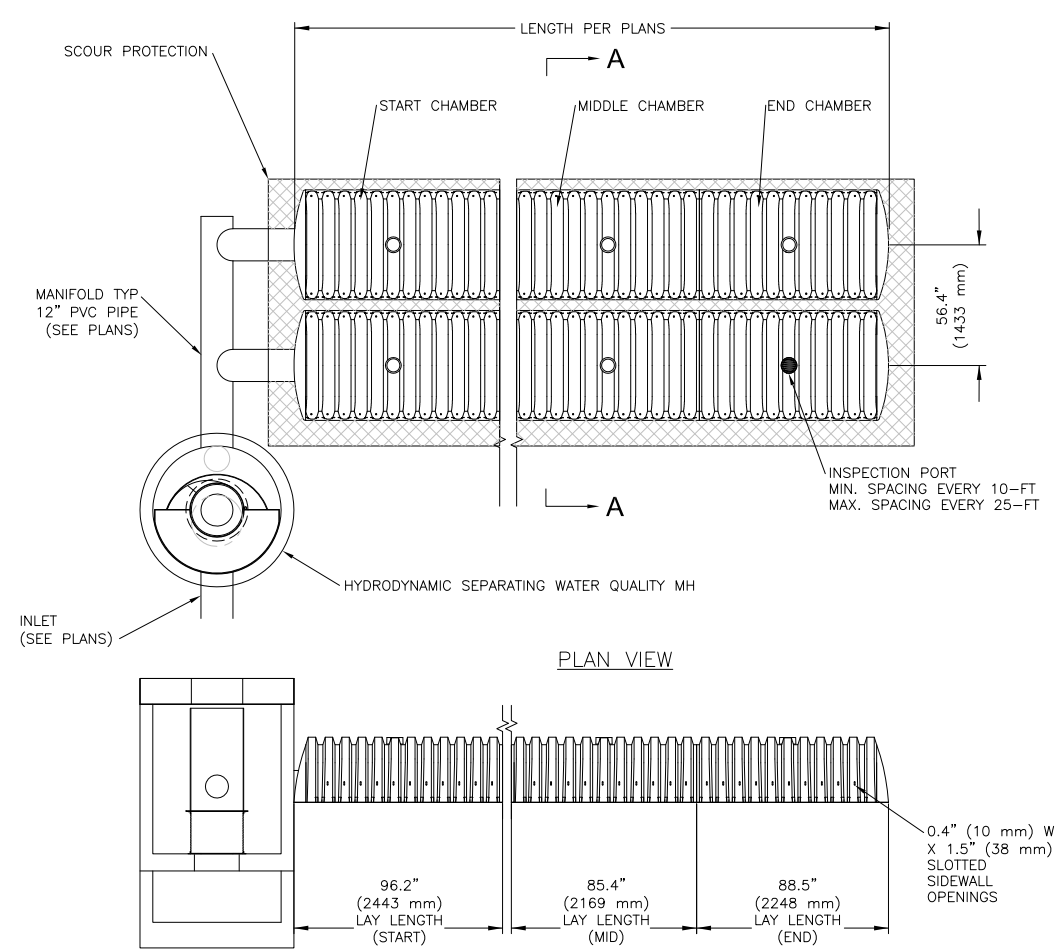 LENGTH PER PLANS
SCOUR PROTECTION
A
START CHAMBER
MIDDLE CHAMBER
END CHAMBER
MANIFOLD TYP
12" PVC PIPE
(SEE PLANS)
56.4"
(1433 mm)
INSPECTION PORT
MIN. SPACING EVERY 10-FT
MAX. SPACING EVERY 25-FT
A
HYDRODYNAMIC SEPARATING WATER QUALITY MH
INLET
(SEE PLANS)
PLAN VIEW
0.4" (10 mm) W
X 1.5" (38 mm)
SLOTTED
SIDEWALL
OPENINGS
96.2"
(2443 mm)
LAY LENGTH
(START)
85.4"
(2169 mm)
LAY LENGTH
(MID)
88.5"
(2248 mm)
LAY LENGTH
(END)